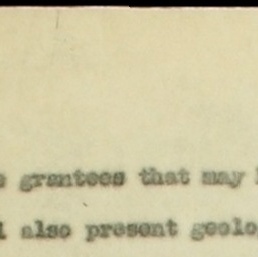 grantees that may
also present geolo